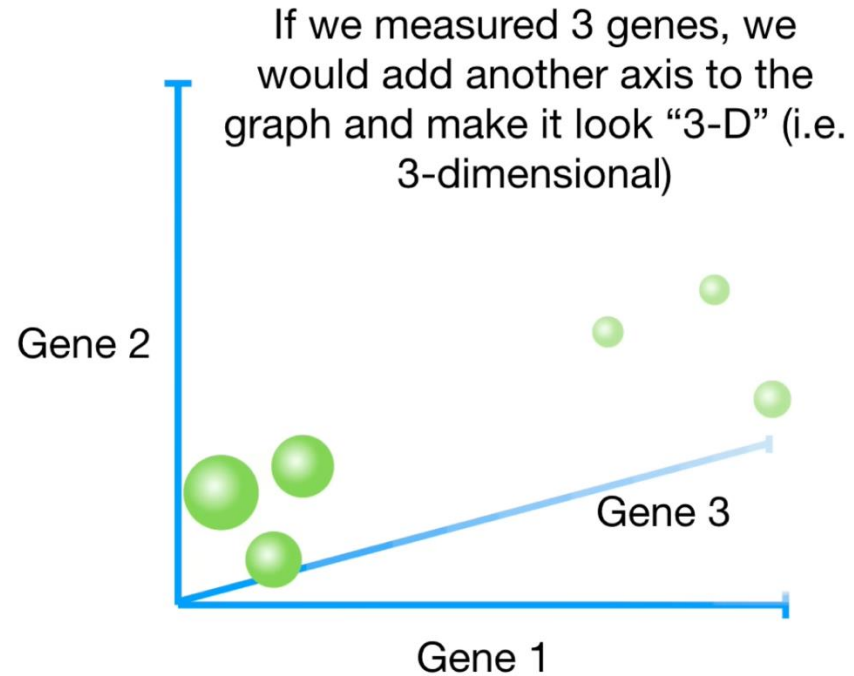 If we measured 3 genes, we
would add another axis to the
graph and make it look “3-D” (i.e.
3-dimensional)
Gene 2
Gene 3
Gene 1